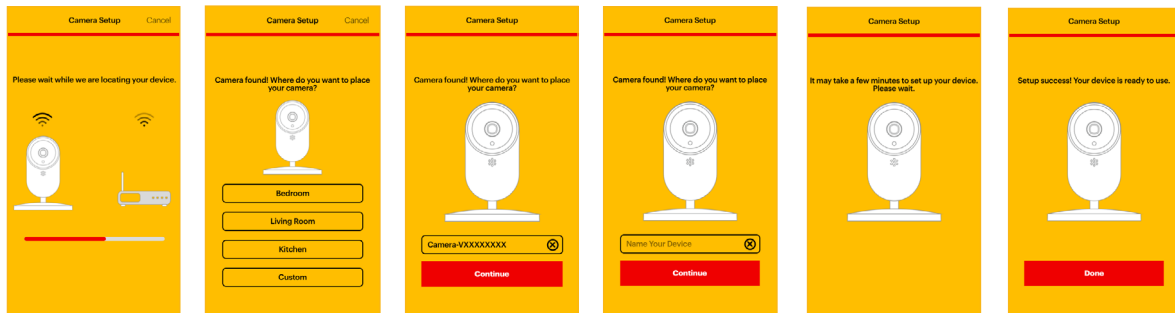 Camera Setup
Cancel
Please wait while we are locating your device.
Camera Setup
Cancel
Camera found! Where do you want to place
your camera?
Bedroom
Living Room
Kitchen
Custom
Camera Setup
Camera found! Where do you want to place
your camera?
Camera-VXXXXXXXX
Continue
Camera Setup
Camera found! Where do you want to place
your camera?
Name Your Device
Continue
Camera Setup
It may take a few minutes to set up your device.
Please wait.
Camera Setup
Setup success! Your device is ready to use.
Done